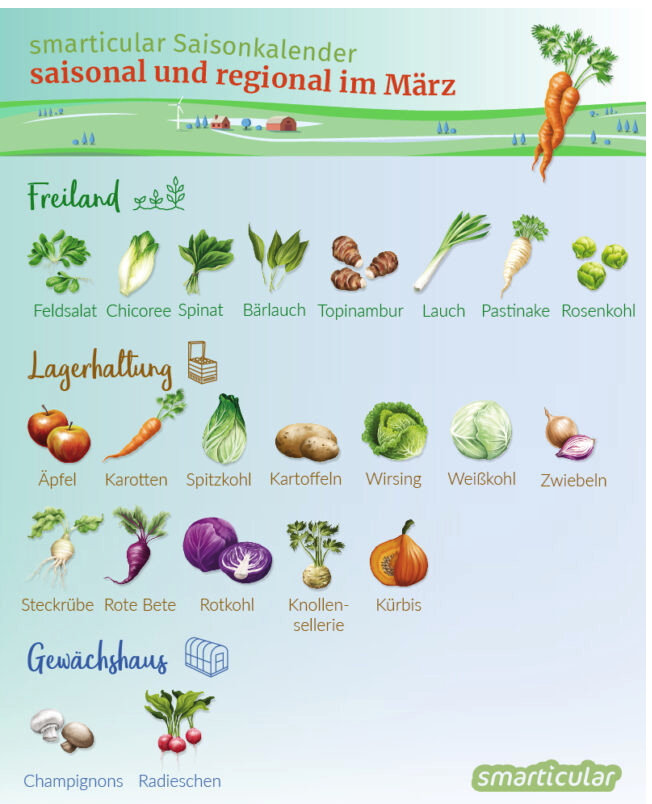 smarticular Saisonkalender
saisonal und regional im März
Freiland
Feldsalat Chicoree Spinat Bärlauch Topinambur Lauch Pastinake Rosenkohl
Lagerhaltung
Äpfel Karotten Spitzkohl Kartoffeln Wirsing Weißkohl Zwiebeln
Steckrübe Rote Bete Rotkohl Knollen-
sellerie Kürbis
Gewächshaus
Champignons Radieschen
smarticular